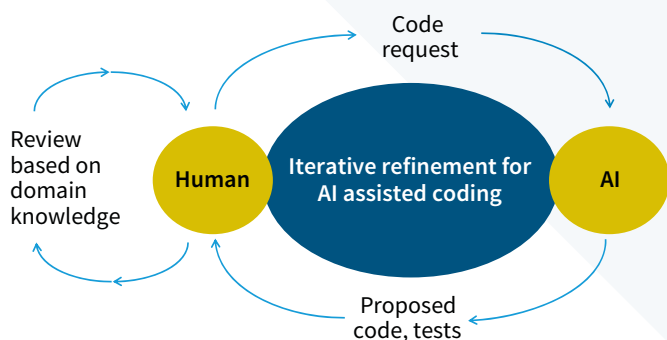 Code
request
Review
based on
domain
knowledge
Human
Iterative refinement for
AI assisted coding
AI
Proposed
code, tests